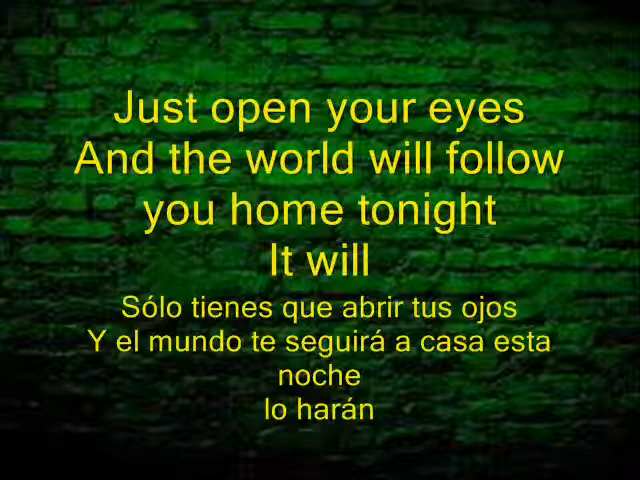 Just open your eyes
And the world will follow
you home tonight
It will
Sólo tienes que abrir tus ojos
Y el mundo te seguirá a casa esta
noche
lo harán